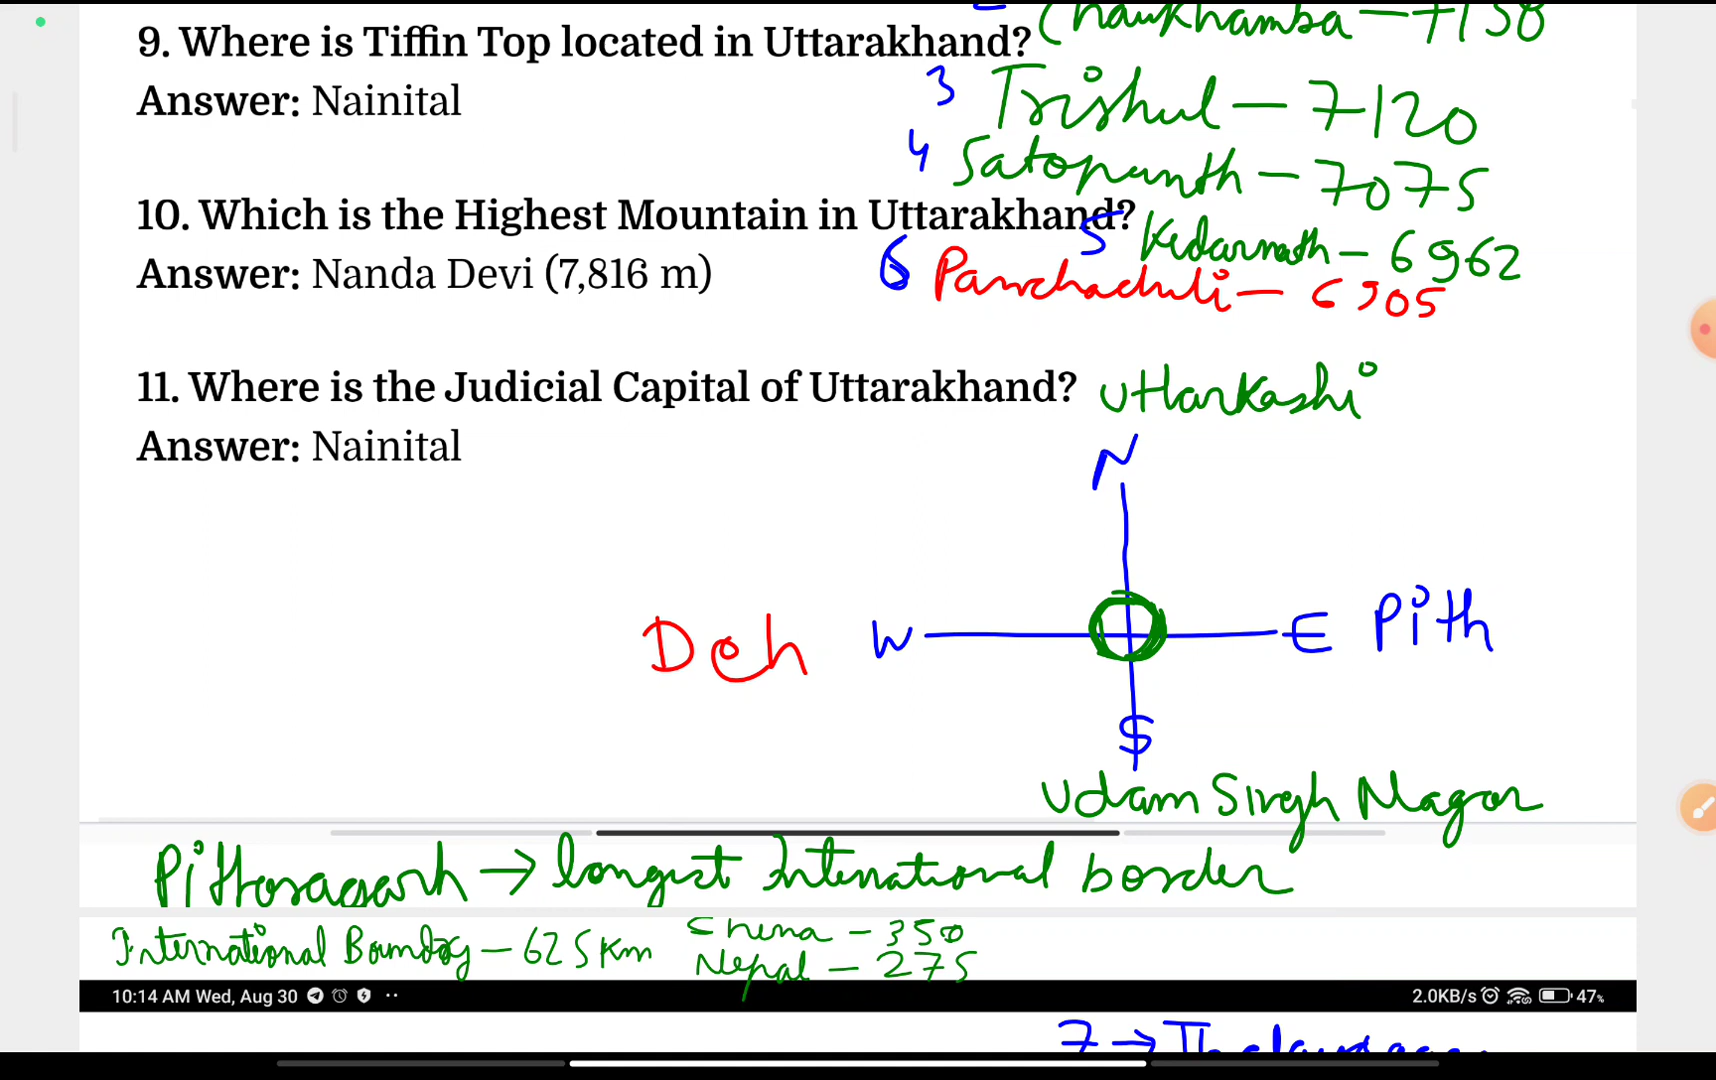 Chaukhamba - 7138
9. Where is Tiffin Top located in Uttarakhand?
3 Trishul - 7120
Answer: Nainital
4 Satopanth - 7075
10. Which is the Highest Mountain in Uttarakhand?
5 Kedarnath - 6962
Answer: Nanda Devi (7,816 m)
6 Panchachuli - 6905
11. Where is the Judicial Capital of Uttarakhand?
Uttarkashi
Answer: Nainital
N
Deh W E Pith
S
Udam Singh Nagar
Pithoragarh → longest International border
International Boundary - 625 Km
China - 350
Nepal - 275
10:14 AM Wed, Aug 30
2.0KB/s 47%
7 →